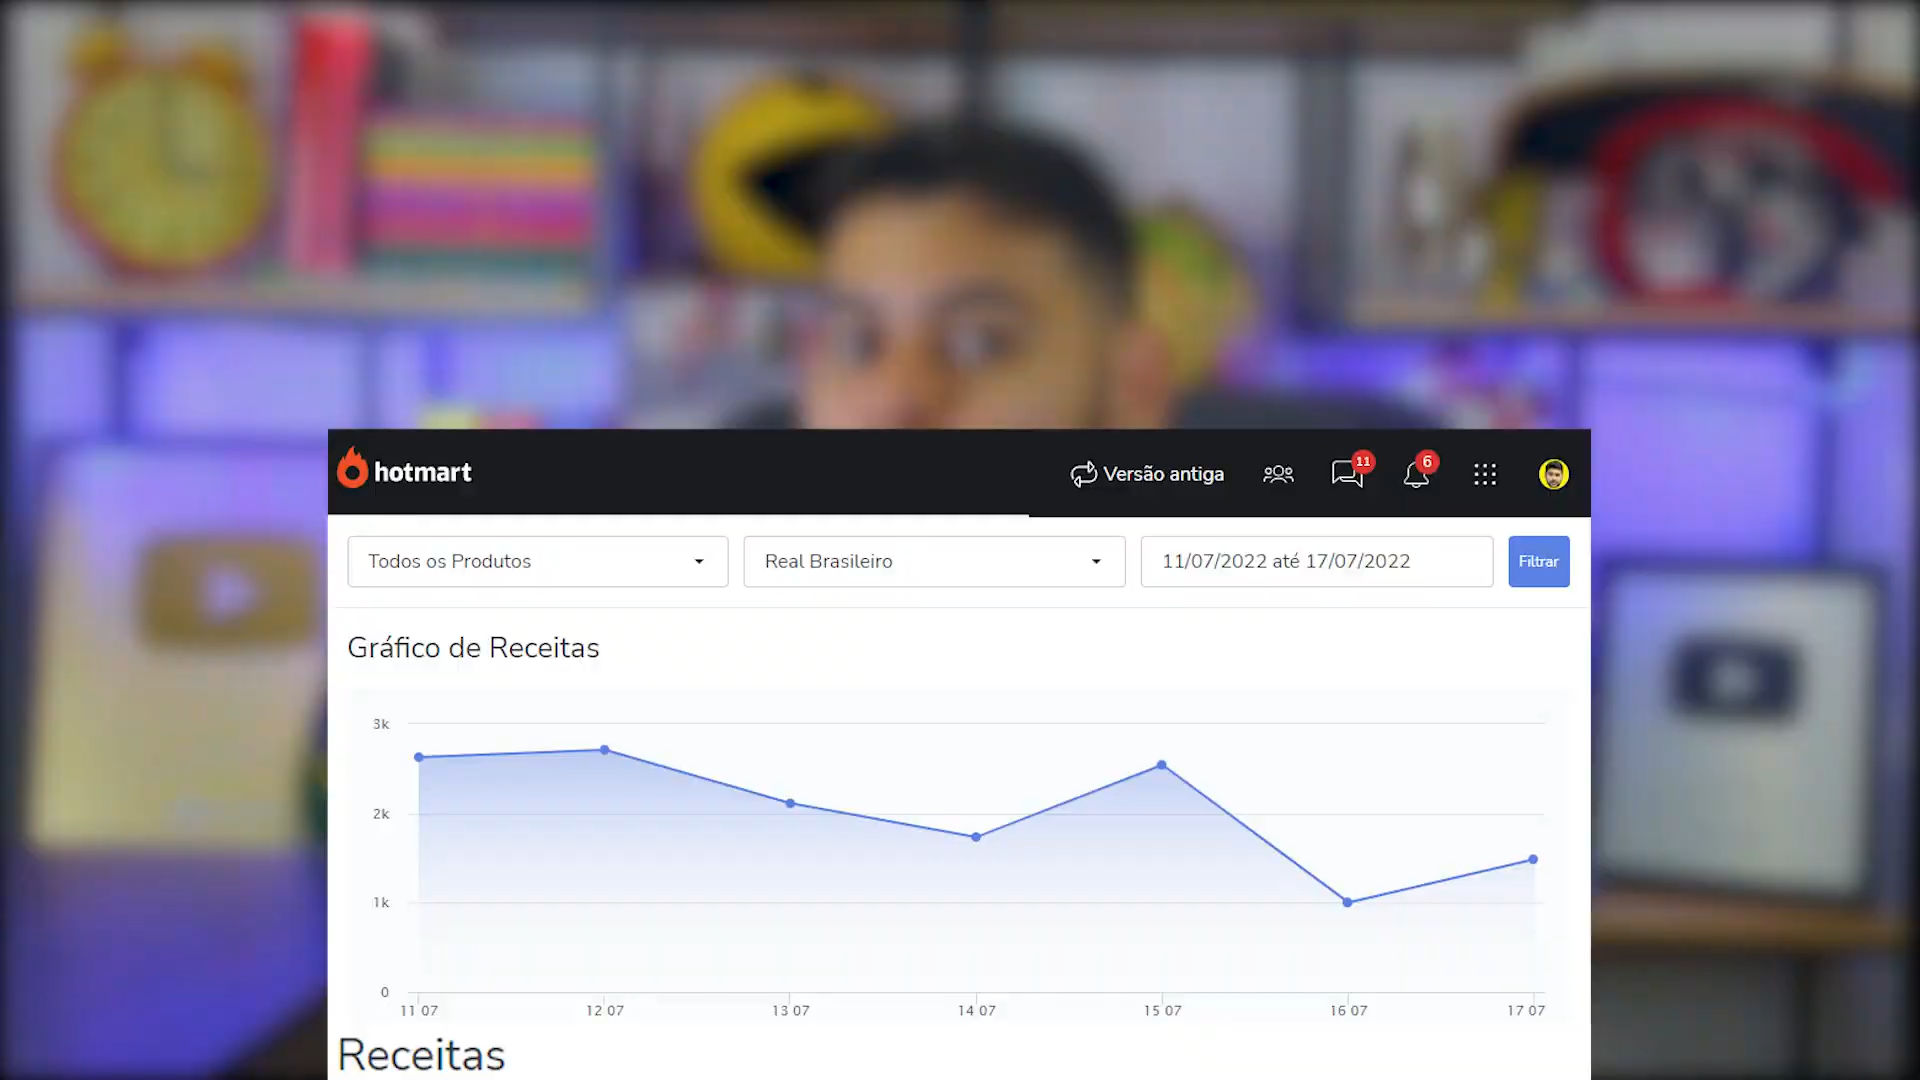 hotmart
Versão antiga
11
6
Todos os Produtos
Real Brasileiro
11/07/2022 até 17/07/2022
Filtrar
Gráfico de Receitas
3k
2k
1k
0
11 07 12 07 13 07 14 07 15 07 16 07 17 07
Receitas